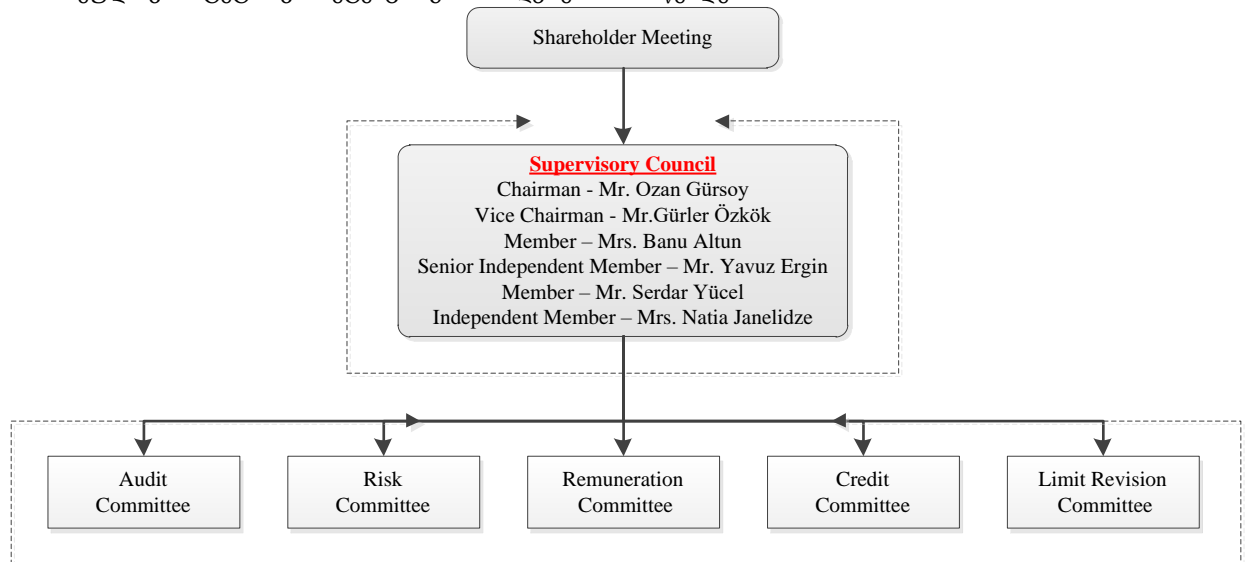 Shareholder Meeting
Supervisory Council
Chairman - Mr. Ozan Gürsoy
Vice Chairman - Mr.Gürler Özkök
Member – Mrs. Banu Altun
Senior Independent Member – Mr. Yavuz Ergin
Member – Mr. Serdar Yücel
Independent Member – Mrs. Natia Janelidze
Audit
Committee
Risk
Committee
Remuneration
Committee
Credit
Committee
Limit Revision
Committee